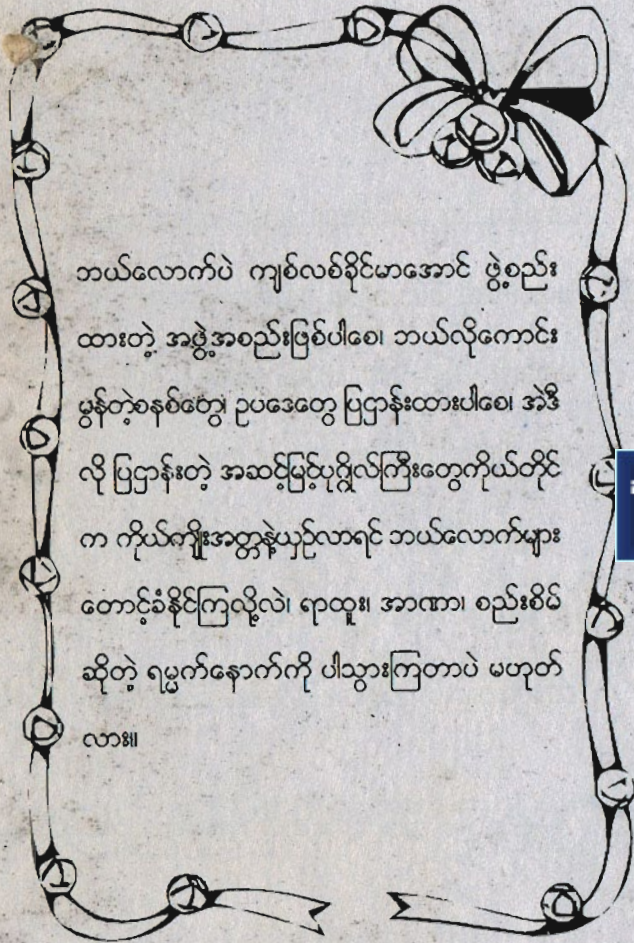 ဘယ်လောက်ပဲ ကျစ်လစ်ခိုင်မာအောင် ဖွဲ့စည်း
ထားတဲ့ အဖွဲ့အစည်းဖြစ်ပါစေ၊ ဘယ်လိုကောင်း
မွန်တဲ့စနစ်တွေ၊ ဥပဒေတွေ ပြဌာန်းထားပါစေ၊ အဲဒီ
လို ပြဌာန်းတဲ့ အဆင့်မြင့်ပုဂ္ဂိုလ်ကြီးတွေကိုယ်တိုင်
က ကိုယ်ကျိုးအတ္တနဲ့ယှဉ်လာရင် ဘယ်လောက်များ
တောင့်ခံနိုင်ကြလို့လဲ၊ ရာထူး၊ အာဏာ၊ စည်းစိမ်
ဆိုတဲ့ ရမ္မက်နောက်ကို ပါသွားကြတာပဲ မဟုတ်
လား။